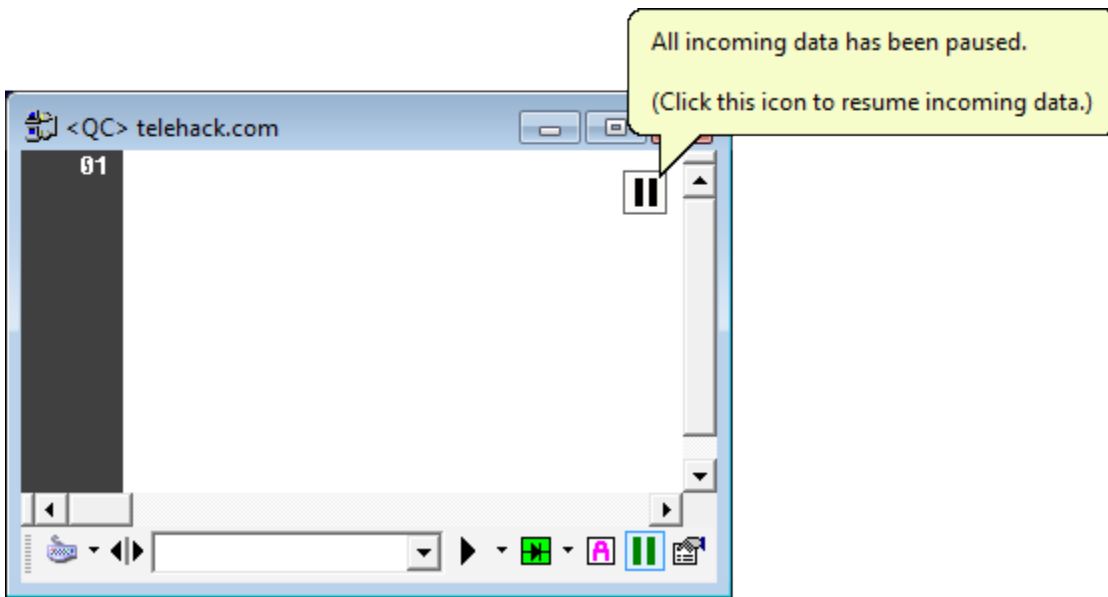 All incoming data has been paused.
(Click this icon to resume incoming data.)
<QC> telehack.com
01
A